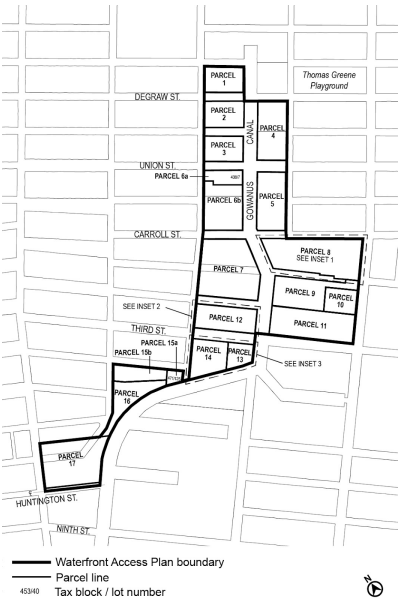 PARCEL
1
Thomas Greene
Playground
DEGRAW ST.
PARCEL
2
CANAL
PARCEL
4
PARCEL
3
UNION ST.
PARCEL 6a
PARCEL 6b
GOWANUS
PARCEL
5
CARROLL ST.
PARCEL 8
SEE INSET 1
PARCEL 7
PARCEL 9
PARCEL
10
SEE INSET 2
PARCEL 12
PARCEL 11
THIRD ST.
PARCEL 15a
PARCEL 15b
PARCEL
14
PARCEL
13
SEE INSET 3
PARCEL
16
PARCEL
17
HUNTINGTON ST.
NINTH ST.
Waterfront Access Plan boundary
Parcel line
453/40 Tax block / lot number
N